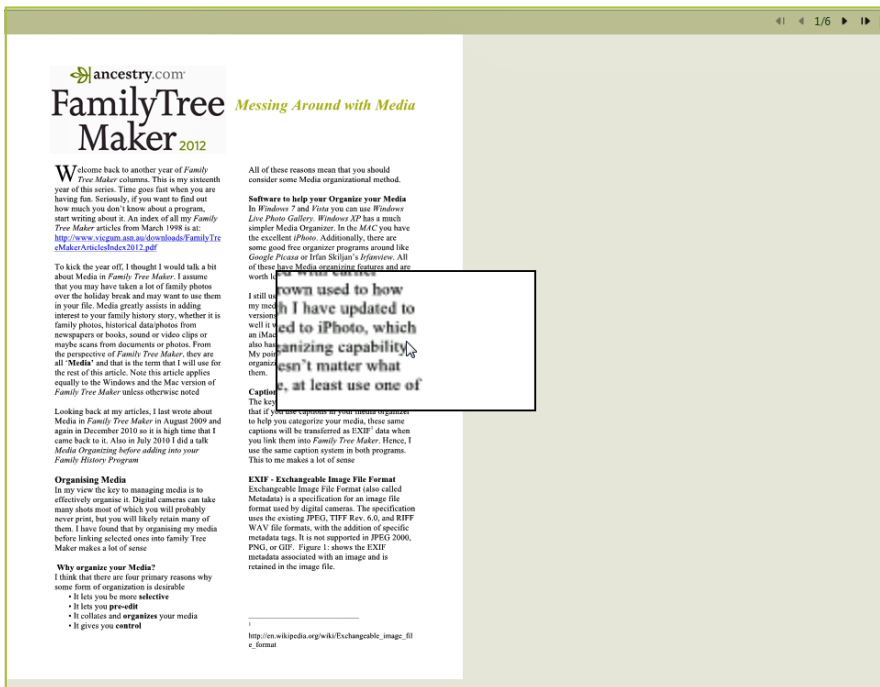 1/6
ancestry.com
FamilyTree
Maker 2012
Messing Around with Media
Welcome back to another year of Family
Tree Maker columns. This is my sixteenth
year of this series. Time goes fast when you are
having fun. Seriously, if you want to find out
how much you don't know about a program,
start writing about it. An index of all my Family
Tree Maker articles from March 1998 is at:
http://www.vicgum.asn.au/downloads/FamilyTre
eMakerArticlesIndex2012.pdf
To kick the year off, I thought I would talk a bit
about Media in Family Tree Maker. I assume
that you may have taken a lot of family photos
over the holiday break and may want to use them
in your file. Media greatly assists in adding
interest to your family history story, whether it is
family photos, historical data/photos from
newspapers or books, sound or video clips or
maybe scans from documents or photos. From
the perspective of Family Tree Maker, they are
all ‘Media’ and that is the term that I will use for
the rest of this article. Note this article applies
equally to the Windows and the Mac version of
Family Tree Maker unless otherwise noted
Looking back at my articles, I last wrote about
Media in Family Tree Maker in August 2009 and
again in December 2010 so it is high time that I
came back to it. Also in July 2010 I did a talk
Media Organizing before adding into your
Family History Program
Organising Media
In my view the key to managing media is to
effectively organise it. Digital cameras can take
many shots most of which you will probably
never print, but you will likely retain many of
them. I have found that by organising my media
before linking selected ones into family Tree
Maker makes a lot of sense
Why organize your Media?
I think that there are four primary reasons why
some form of organization is desirable
• It lets you be more selective
• It lets you pre-edit
• It collates and organizes your media
• It gives you control
All of these reasons mean that you should
consider some Media organizational method.
Software to help your Organize your Media
In Windows 7 and Vista you can use Windows
Live Photo Gallery. Windows XP has a much
simpler Media Organizer. In the MAC you have
the excellent iPhoto. Additionally, there are
some good free organizer programs around like
Google Picasa or Irfan Skiljan's Irfanview. All
of these have Media organizing features and are
worth
I still
my
versions
well it
an iMac
also has
My
them.
rown used to how
h I have updated to
ed to iPhoto, which
anizing capability
esn't matter what
e, at least use one of
The key
that if you use captions in your media organizer
to help you categorize your media, these same
captions will be transferred as EXIF1 data when
you link them into Family Tree Maker. Hence, I
use the same caption system in both programs.
This to me makes a lot of sense
EXIF - Exchangeable Image File Format
Exchangeable Image File Format (also called
Metadata) is a specification for an image file
format used by digital cameras. The specification
uses the existing JPEG, TIFF Rev. 6.0, and RIFF
WAV file formats, with the addition of specific
metadata tags. It is not supported in JPEG 2000,
PNG, or GIF. Figure 1: shows the EXIF
metadata associated with an image and is
retained in the image file.
1
http://en.wikipedia.org/wiki/Exchangeable_image_fil
e_format